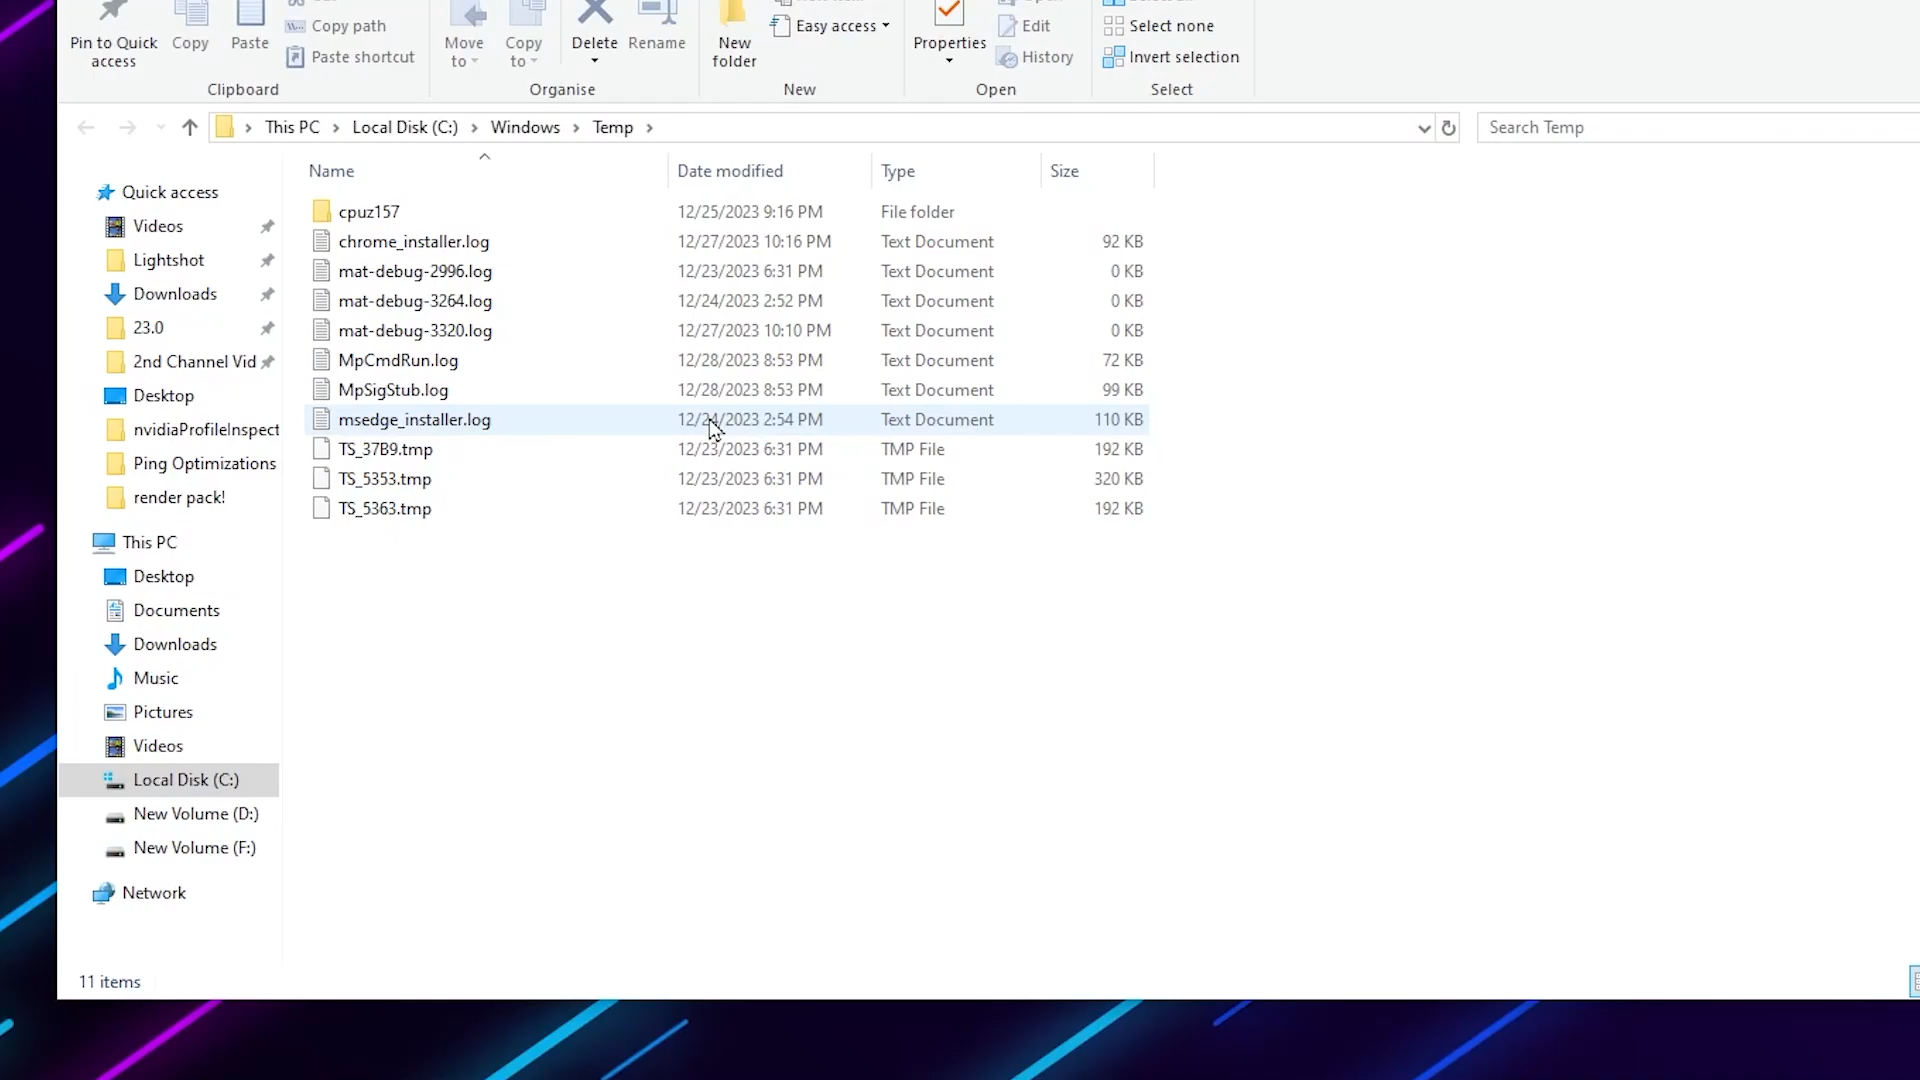 Pin to Quick
access
Copy
Paste
Copy path
Paste shortcut
Clipboard
Move
to
Copy
to
Delete
Rename
Organise
New
folder
Easy access
New
Properties
Edit
History
Open
Select none
Invert selection
Select
This PC > Local Disk (C:) > Windows > Temp >
Search Temp
Name Date modified Type Size
cpuz157 12/25/2023 9:16 PM File folder
chrome_installer.log 12/27/2023 10:16 PM Text Document 92 KB
mat-debug-2996.log 12/23/2023 6:31 PM Text Document 0 KB
mat-debug-3264.log 12/24/2023 2:52 PM Text Document 0 KB
mat-debug-3320.log 12/27/2023 10:10 PM Text Document 0 KB
MpCmdRun.log 12/28/2023 8:53 PM Text Document 72 KB
MpSigStub.log 12/28/2023 8:53 PM Text Document 99 KB
msedge_installer.log 12/24/2023 2:54 PM Text Document 110 KB
TS_37B9.tmp 12/23/2023 6:31 PM TMP File 192 KB
TS_5353.tmp 12/23/2023 6:31 PM TMP File 320 KB
TS_5363.tmp 12/23/2023 6:31 PM TMP File 192 KB
Quick access
Videos
Lightshot
Downloads
23.0
2nd Channel Vid
Desktop
nvidiaProfileInspect
Ping Optimizations
render pack!
This PC
Desktop
Documents
Downloads
Music
Pictures
Videos
Local Disk (C:)
New Volume (D:)
New Volume (F:)
Network
11 items